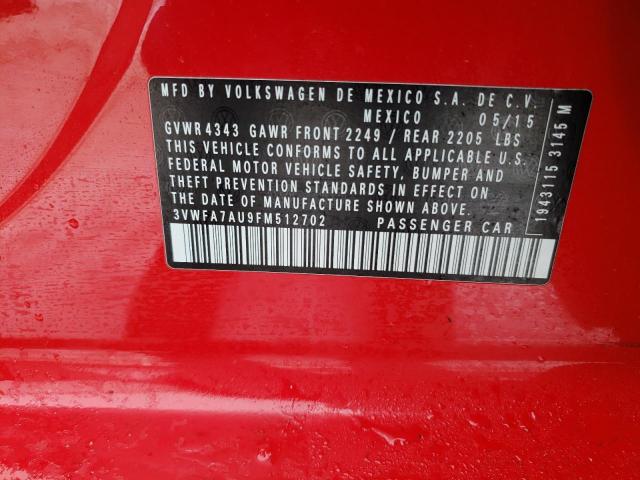 MFD BY VOLKSWAGEN DE MEXICO S.A. DE C.V.
MEXICO 05/15
GVWR 4343 GAWR FRONT 2249 / REAR 2205 LBS
THIS VEHICLE CONFORMS TO ALL APPLICABLE U.S.
FEDERAL MOTOR VEHICLE SAFETY, BUMPER AND
THEFT PREVENTION STANDARDS IN EFFECT ON
THE DATE OF MANUFACTURE SHOWN ABOVE.
3VWFA7AU9FM512702 PASSENGER CAR
1943115 3145 M